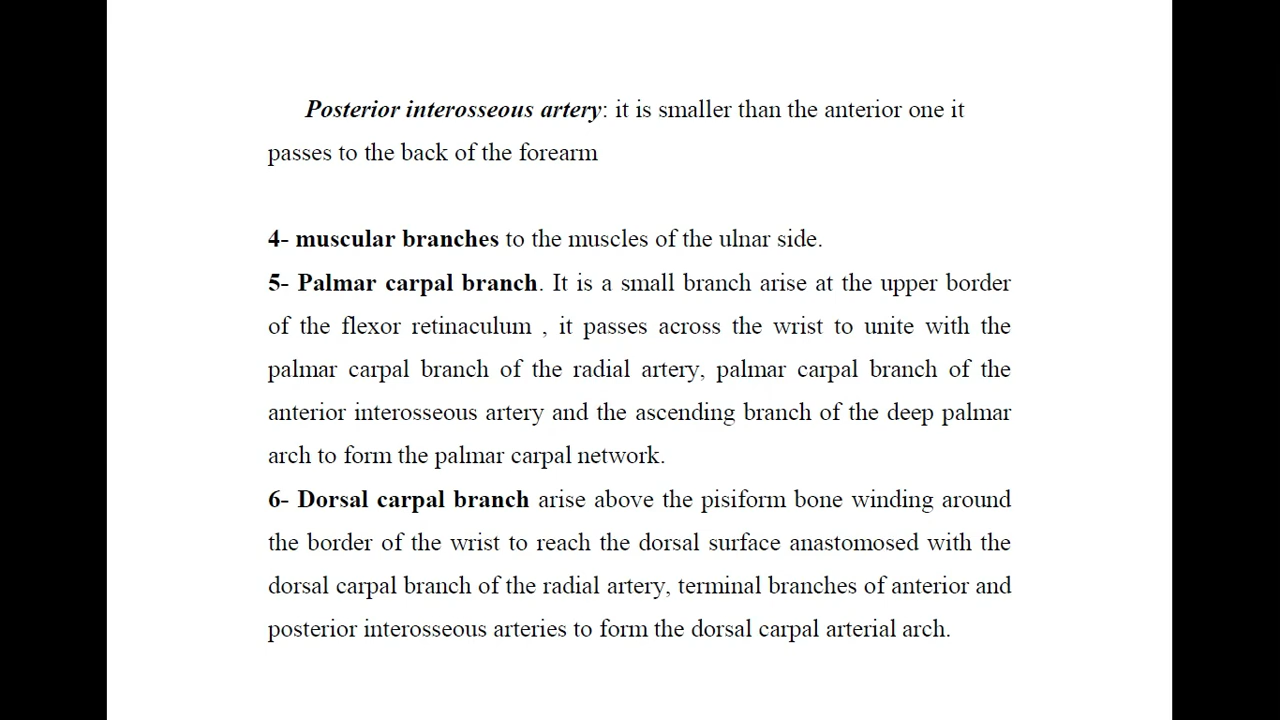 Posterior interosseous artery: it is smaller than the anterior one it
passes to the back of the forearm
4- muscular branches to the muscles of the ulnar side.
5- Palmar carpal branch. It is a small branch arise at the upper border
of the flexor retinaculum , it passes across the wrist to unite with the
palmar carpal branch of the radial artery, palmar carpal branch of the
anterior interosseous artery and the ascending branch of the deep palmar
arch to form the palmar carpal network.
6- Dorsal carpal branch arise above the pisiform bone winding around
the border of the wrist to reach the dorsal surface anastomosed with the
dorsal carpal branch of the radial artery, terminal branches of anterior and
posterior interosseous arteries to form the dorsal carpal arterial arch.